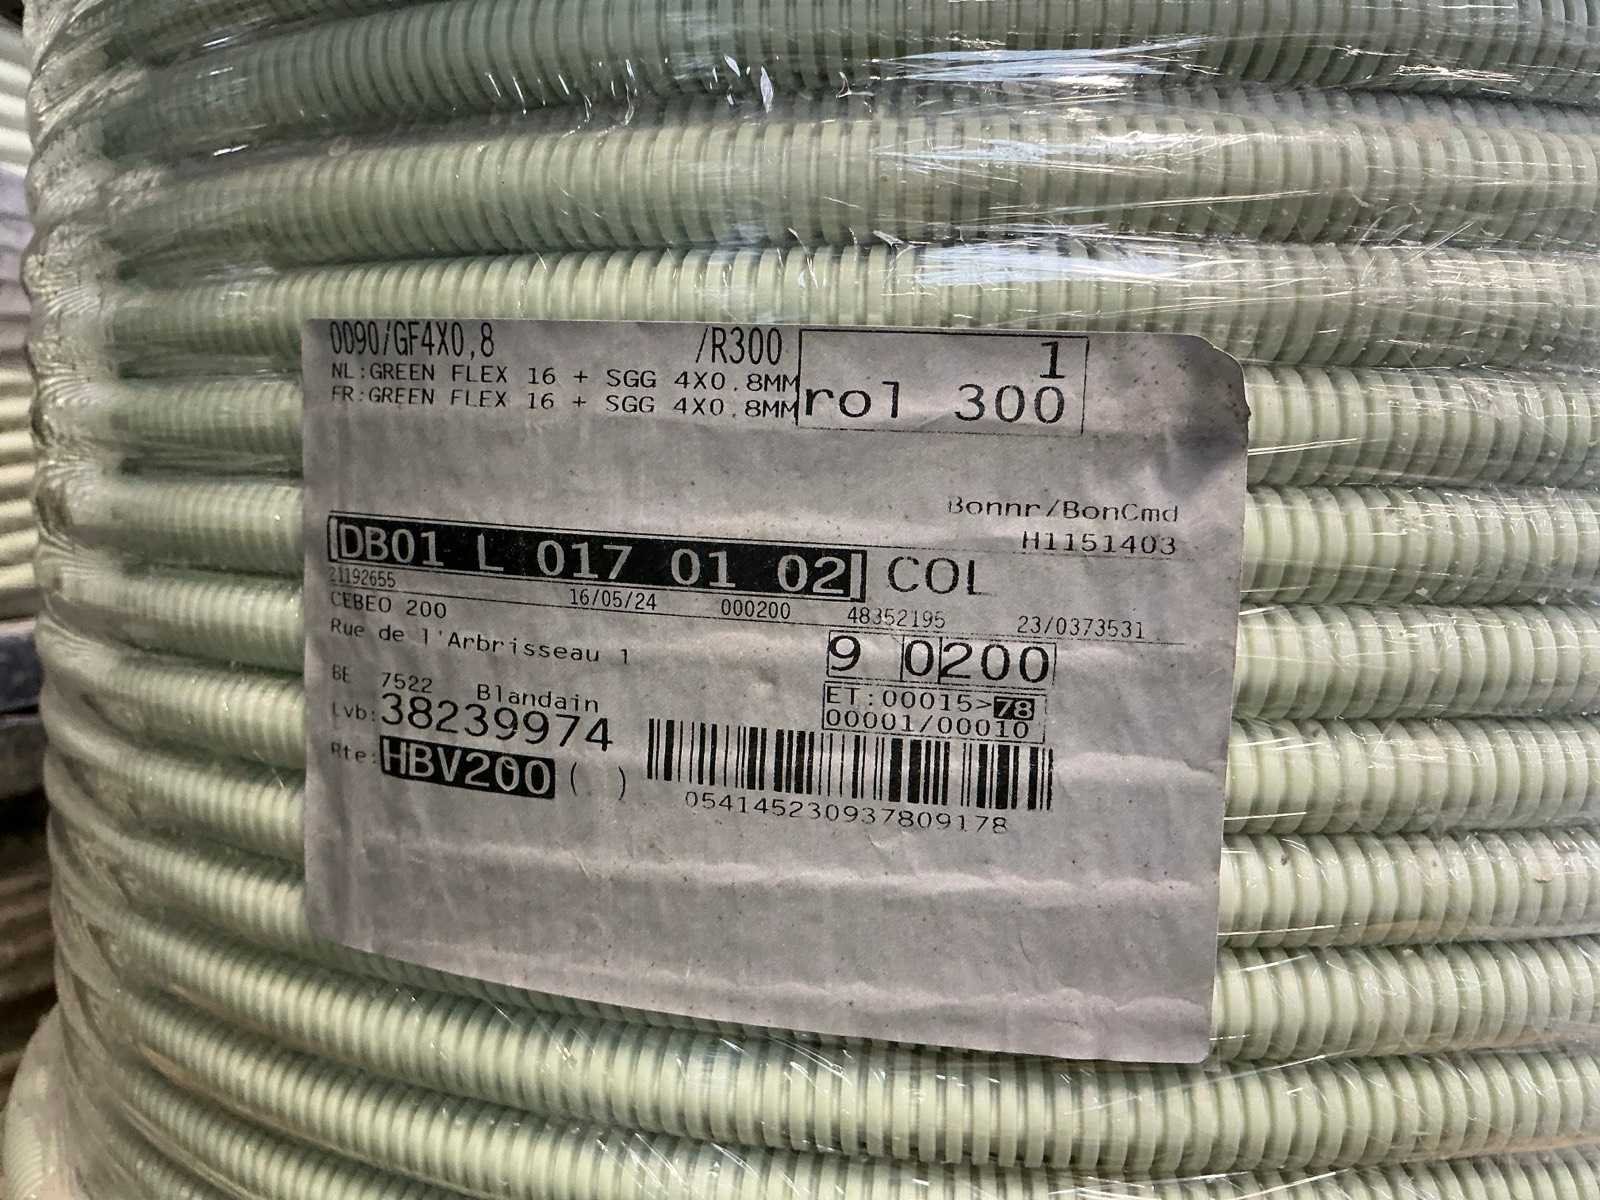 0090/GF4X0,8 /R300
NL:GREEN FLEX 16 + SGG 4X0.8MM
FR:GREEN FLEX 16 + SGG 4X0.8MM
1
rol 300
Bonnr/BonCmd
H1151403
DB01 L 017 01 02 COL
21192655 16/05/24 000200 48352195 23/0373531
CEBEO 200
Rue de l'Arbrisseau 1
9 0200
BE 7522 Blandain
ET:00015>78
00001/00010
Lvb:38239974
Rte:HBV200 ( )
054145230937809178